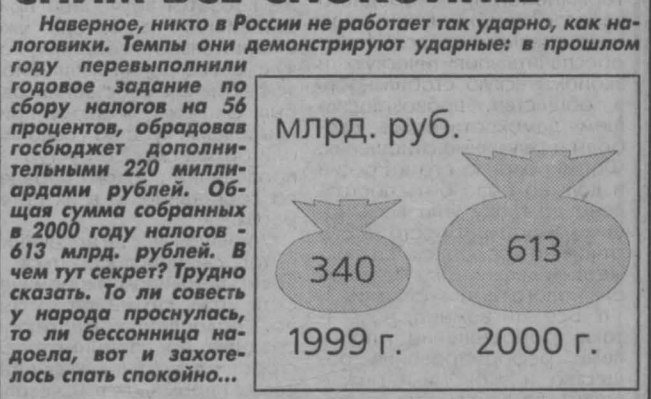 Наверное, никто в России не работает так ударно, как на-
логовики. Темпы они демонстрируют ударные: в прошлом
году перевыполнили
годовое задание по
сбору налогов на 56
процентов, обрадовав
госбюджет дополни-
тельными 220 милли-
ардами рублей. Об-
щая сумма собранных
в 2000 году налогов -
613 млрд. рублей. В
чем тут секрет? Трудно
сказать. То ли совесть
у народа проснулась,
то ли бессонница на-
доела, вот и захоте-
лось спать спокойно...
млрд. руб.
340
613
1999 г.
2000 г.